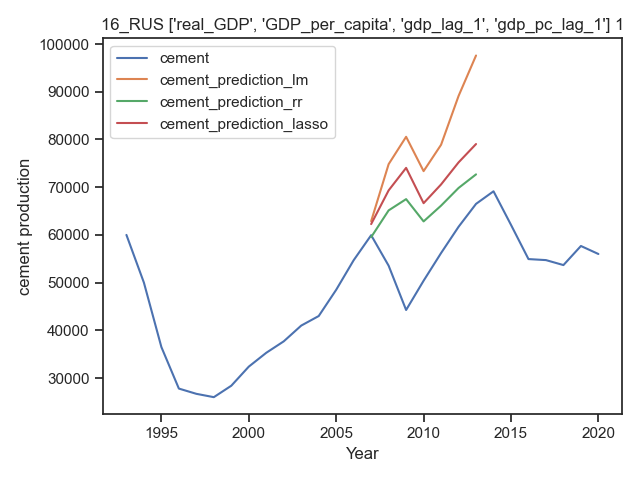 16_RUS ['real_GDP', 'GDP_per_capita', 'gdp_lag_1', 'gdp_pc_lag_1'] 1
100000
90000
80000
70000
60000
50000
40000
30000
cement production
cement
cement_prediction_lm
cement_prediction_rr
cement_prediction_lasso
1995
2000
2005
2010
2015
2020
Year